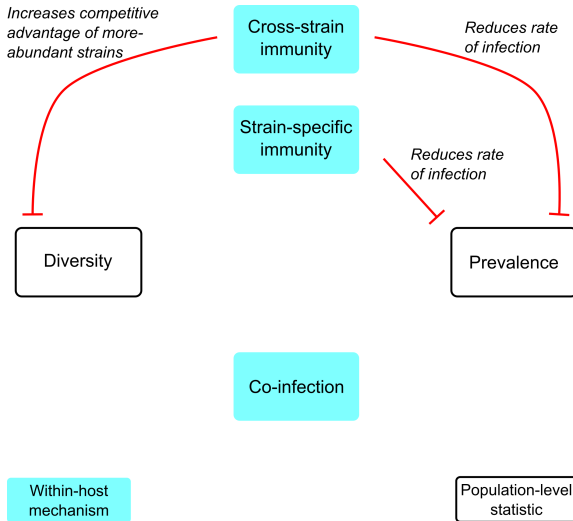 Increases competitive
advantage of more-
abundant strains
Cross-strain
immunity
Reduces rate
of infection
Strain-specific
immunity
Reduces rate
of infection
Diversity
Prevalence
Co-infection
Within-host
mechanism
Population-level
statistic